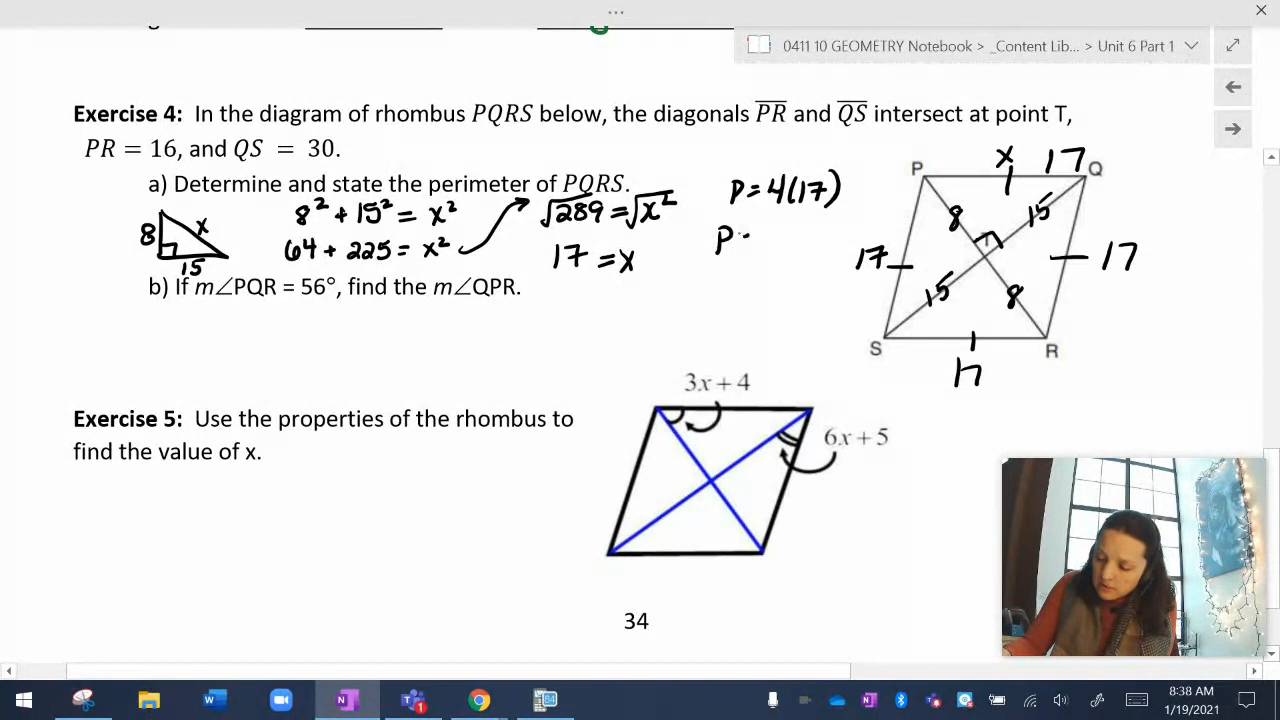 0411 10 GEOMETRY Notebook > _Content Lib... > Unit 6 Part 1
Exercise 4: In the diagram of rhombus PQRS below, the diagonals PR and QS intersect at point T,
PR = 16, and QS = 30.
a) Determine and state the perimeter of PQRS.
8 x 15
8² + 15² = x²
64 + 225 = x²
√289 = √x²
17 = x
P = 4(17)
P
P x 17 Q
8 15
17 17
15 8
S R
17
b) If m∠PQR = 56°, find the m∠QPR.
Exercise 5: Use the properties of the rhombus to
find the value of x.
3x + 4
6x + 5
34
84
1
8:38 AM
1/19/2021